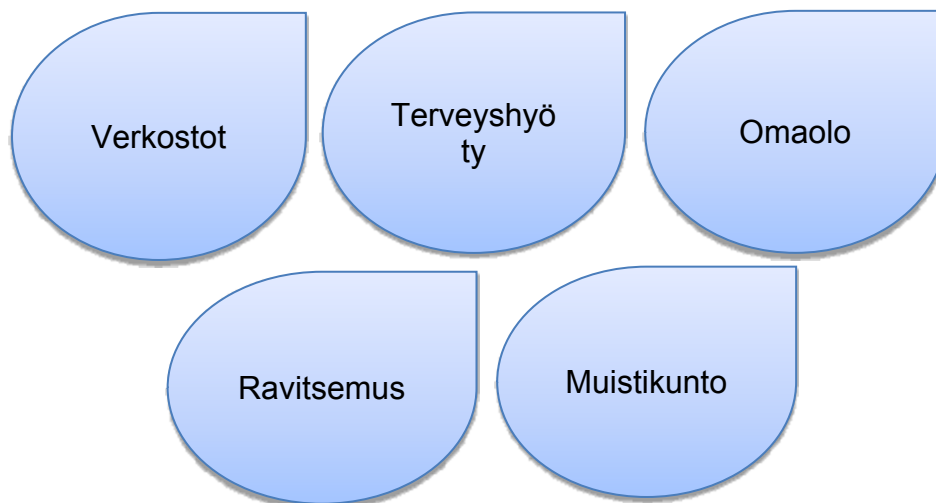 Verkostot
Terveyshyö
ty
Omaolo
Ravitsemus
Muistikunto